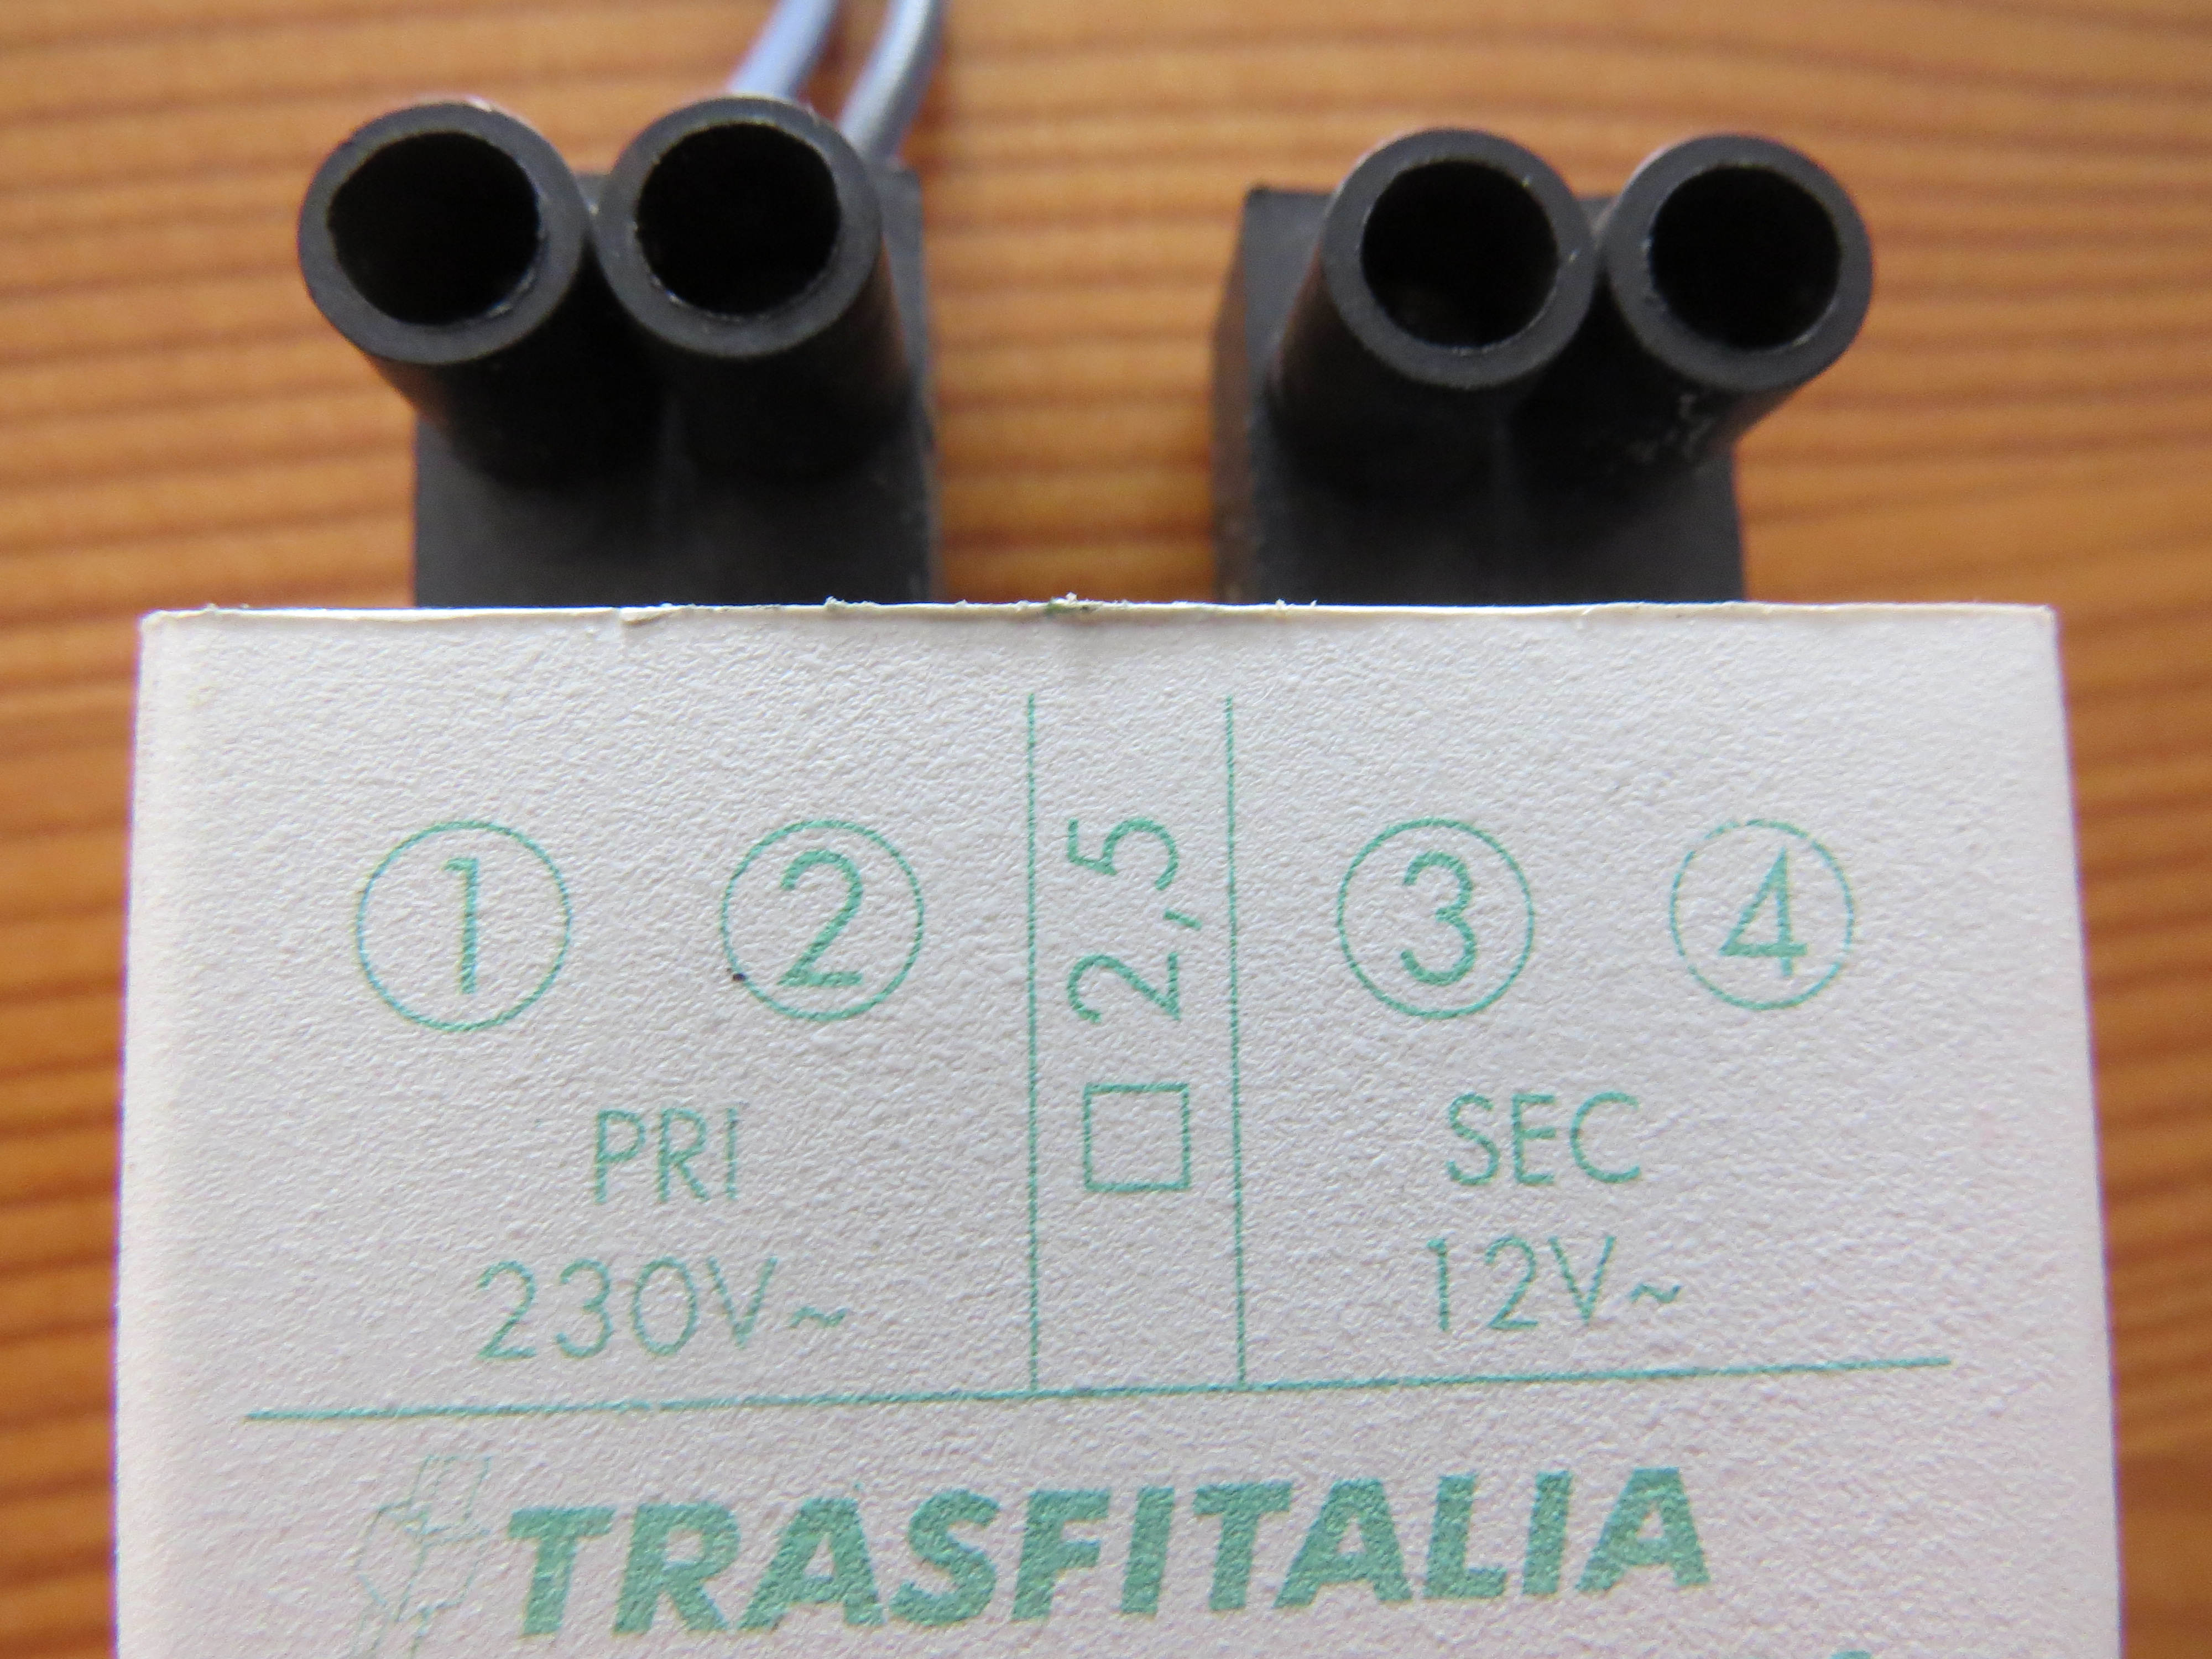 ① ② □ 2,5 ③ ④
PRI SEC
230V~ 12V~
TRASFITALIA